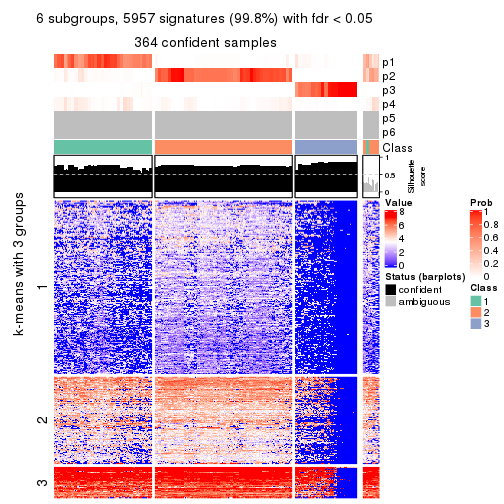 6 subgroups, 5957 signatures (99.8%) with fdr < 0.05
364 confident samples
p1
p2
p3
p4
p5
p6
Class
1
0.5
0
Silhouette
score
k-means with 3 groups
1
2
3
Value
8
6
4
2
0
Status (barplots)
confident
ambiguous
Prob
1
0.8
0.6
0.4
0.2
0
Class
1
2
3